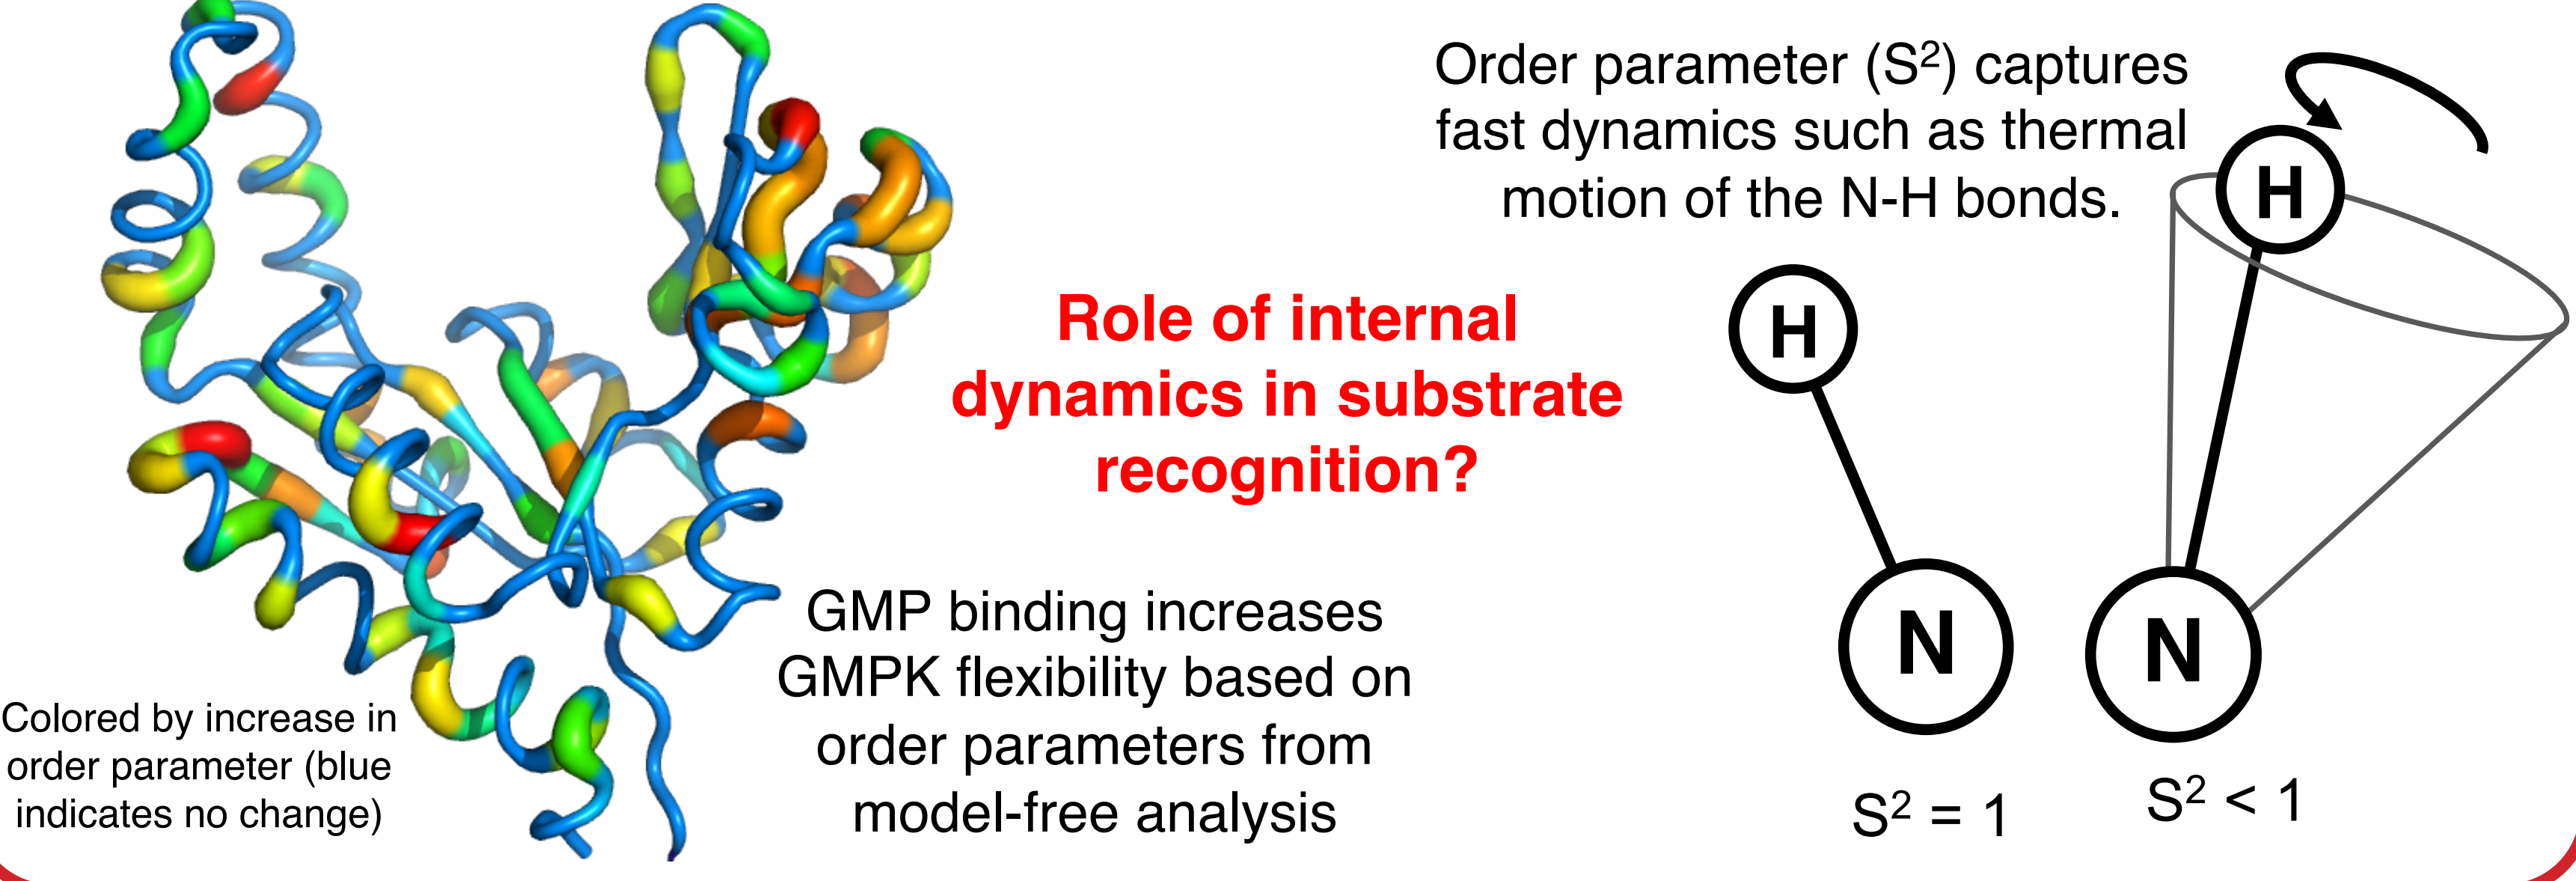 Order parameter (S²) captures
fast dynamics such as thermal
motion of the N-H bonds.
H
H
Role of internal
dynamics in substrate
recognition?
N
N
GMP binding increases
GMPK flexibility based on
order parameters from
model-free analysis
Colored by increase in
order parameter (blue
indicates no change)
S² = 1
S² < 1